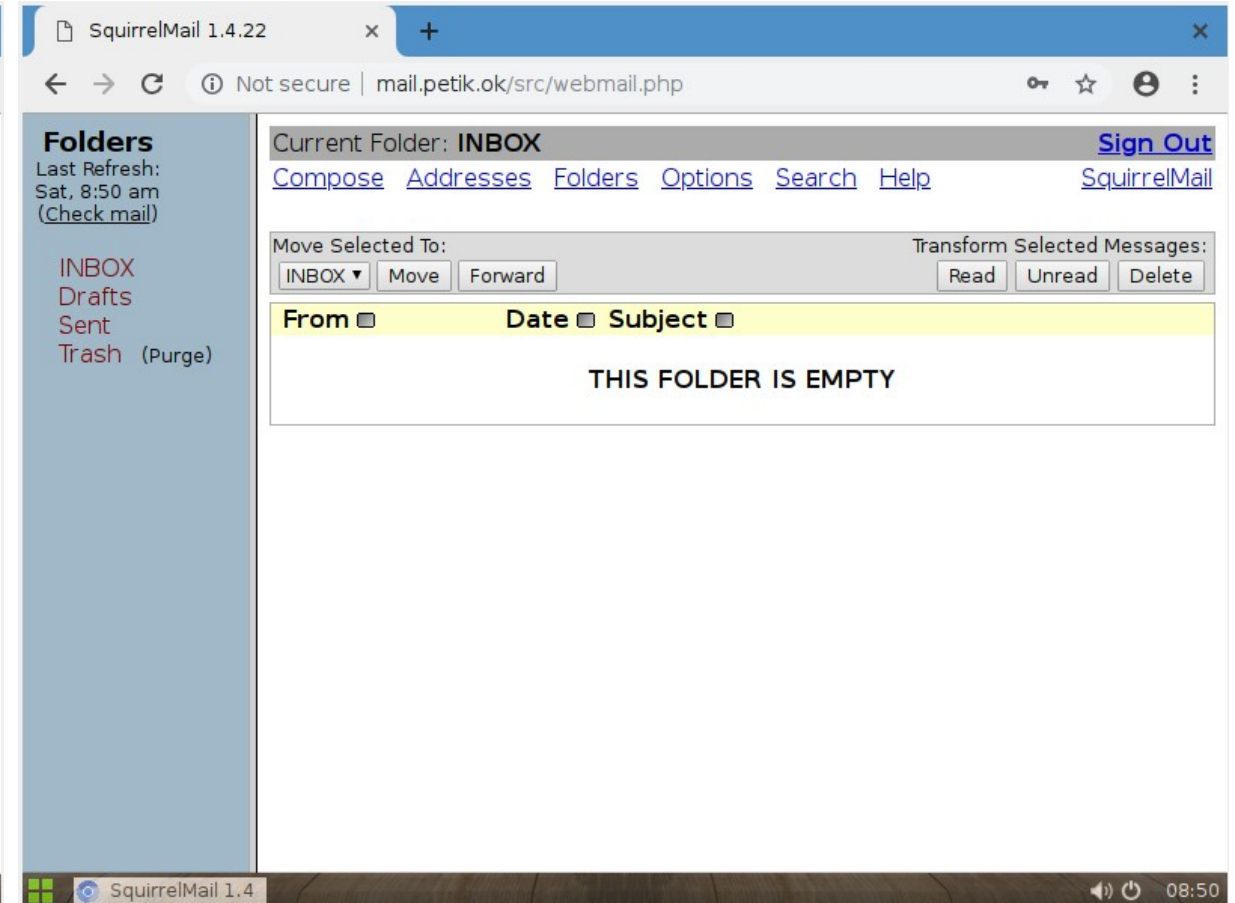 SquirrelMail 1.4.22
Not secure | mail.petik.ok/src/webmail.php
Folders
Last Refresh:
Sat, 8:50 am
(Check mail)
INBOX
Drafts
Sent
Trash (Purge)
Current Folder: INBOX Sign Out
Compose Addresses Folders Options Search Help SquirrelMail
Move Selected To: Transform Selected Messages:
INBOX Move Forward Read Unread Delete
From Date Subject
THIS FOLDER IS EMPTY
SquirrelMail 1.4 08:50